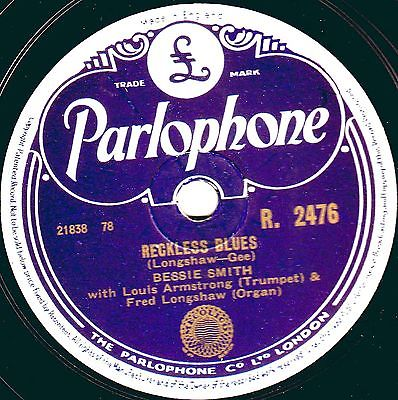 Made in England
£
TRADE MARK
Parlophone
21838 78
R. 2476
RECKLESS BLUES
(Longshaw—Gee)
BESSIE SMITH
with Louis Armstrong (Trumpet) &
Fred Longshaw (Organ)
THE PARLOPHONE CO LTD LONDON